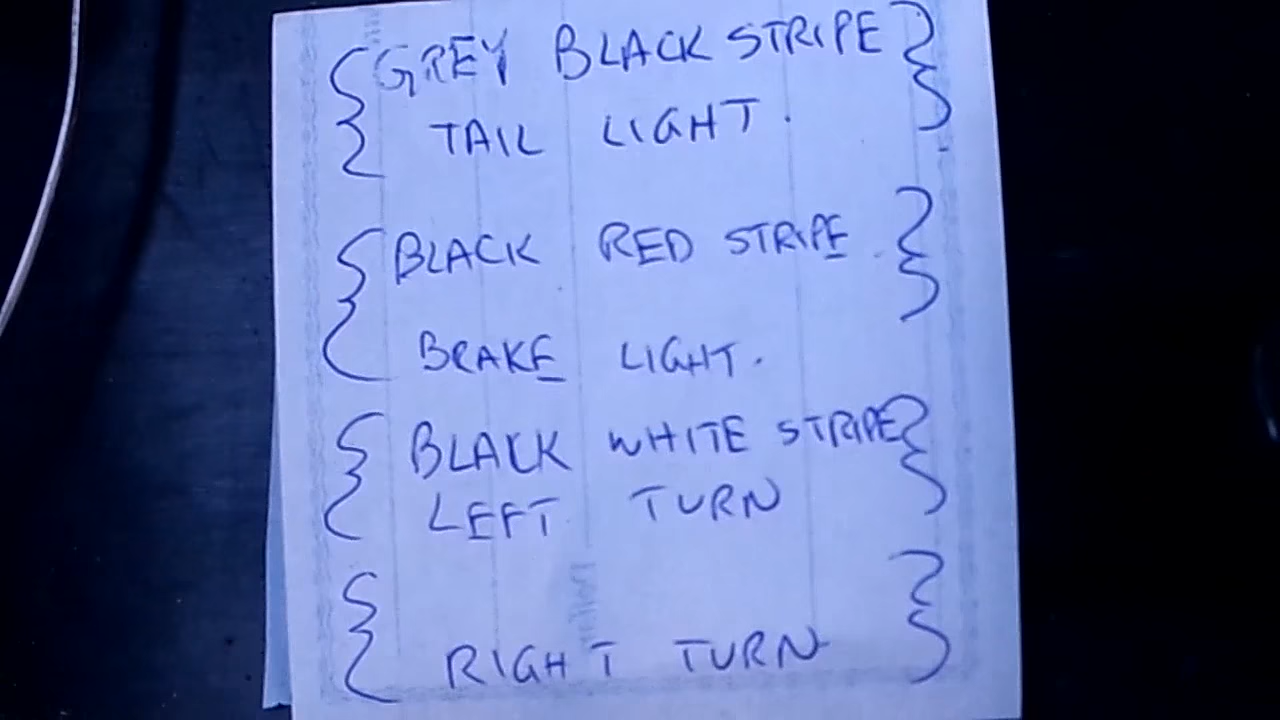 {GREY BLACK STRIPE}
TAIL LIGHT.
{BLACK RED STRIPE}
BRAKE LIGHT.
{BLACK WHITE STRIPE}
LEFT TURN
{RIGHT TURN}